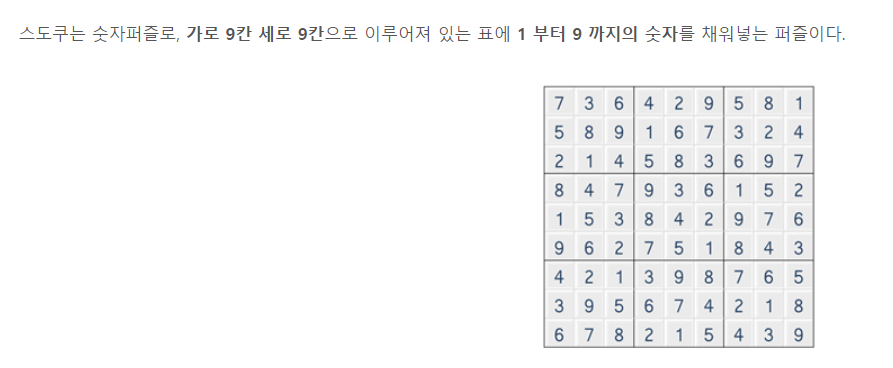 스도쿠는 숫자퍼즐로, 가로 9칸 세로 9칸으로 이루어져 있는 표에 1 부터 9 까지의 숫자를 채워넣는 퍼즐이다.
7 3 6 4 2 9 5 8 1
5 8 9 1 6 7 3 2 4
2 1 4 5 8 3 6 9 7
8 4 7 9 3 6 1 5 2
1 5 3 8 4 2 9 7 6
9 6 2 7 5 1 8 4 3
4 2 1 3 9 8 7 6 5
3 9 5 6 7 4 2 1 8
6 7 8 2 1 5 4 3 9